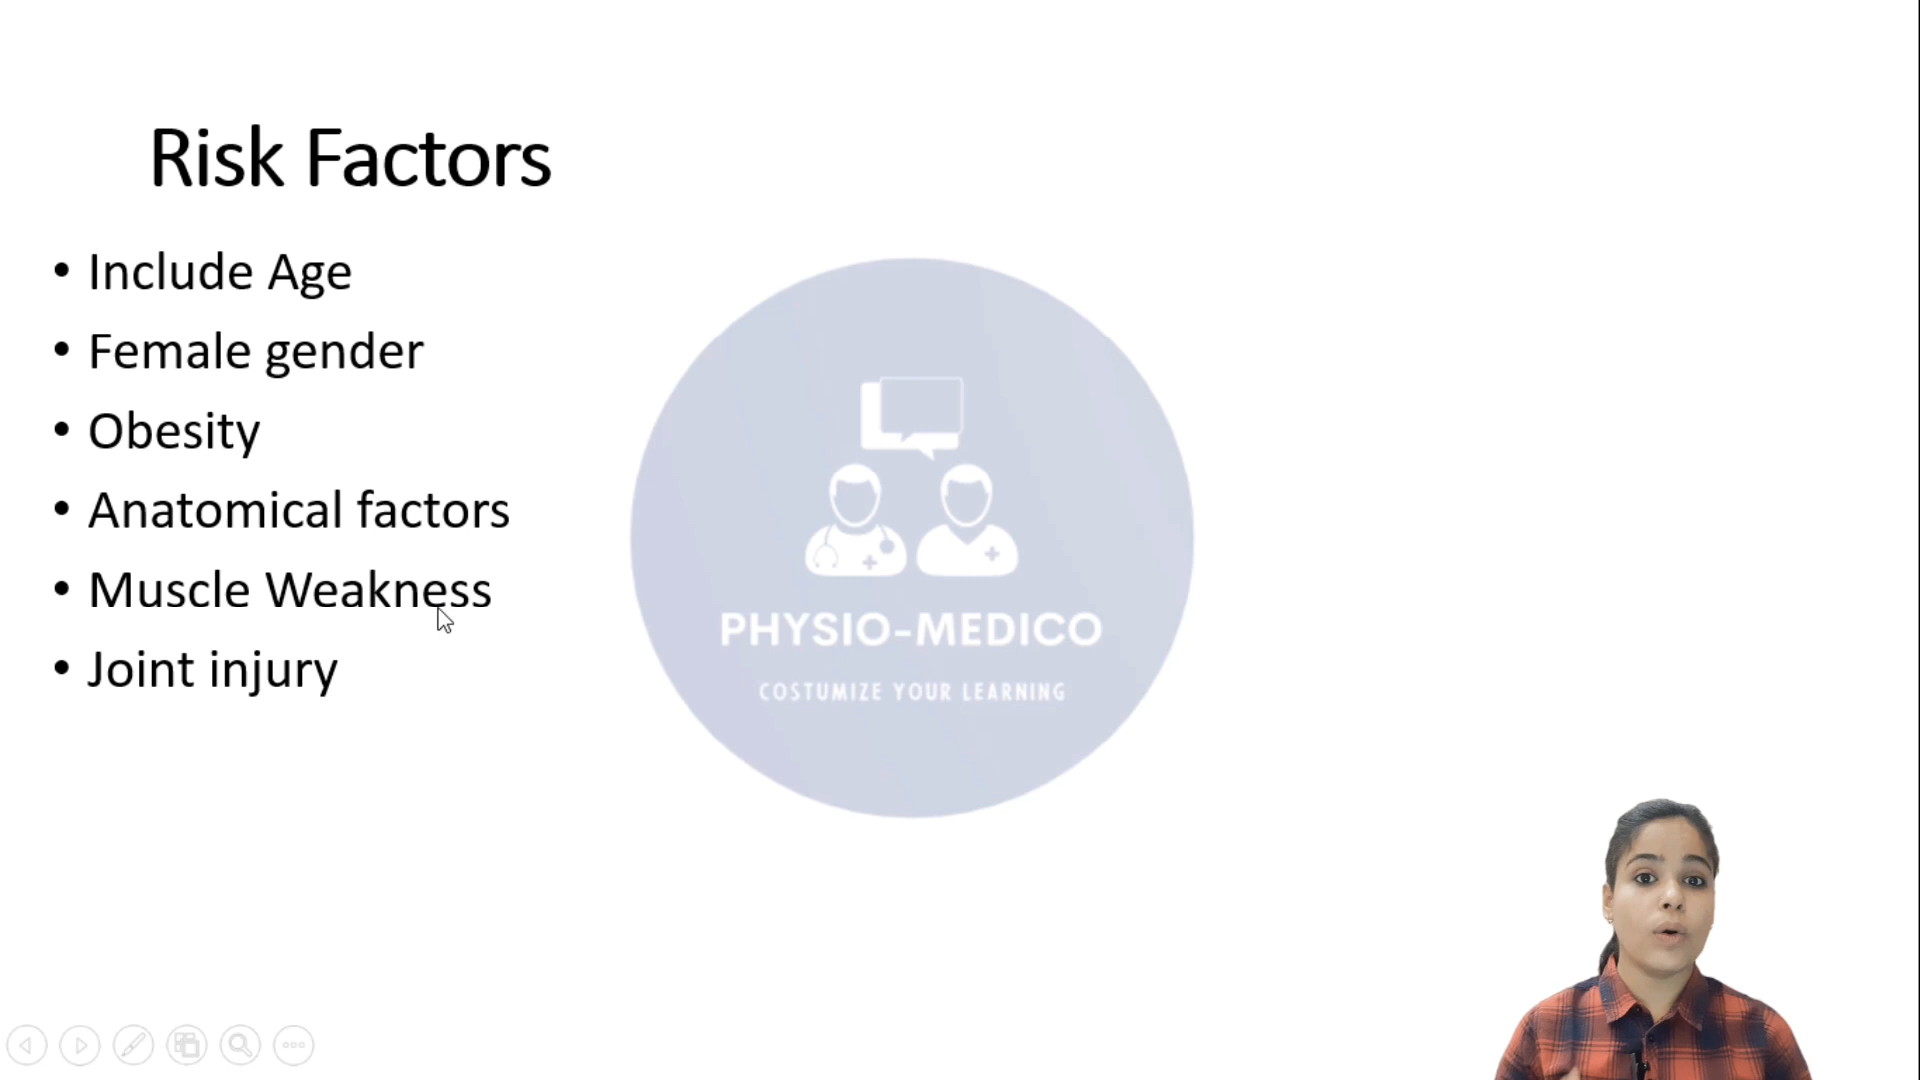 Risk Factors
• Include Age
• Female gender
• Obesity
• Anatomical factors
• Muscle Weakness
• Joint injury
PHYSIO-MEDICO
COSTUMIZE YOUR LEARNING